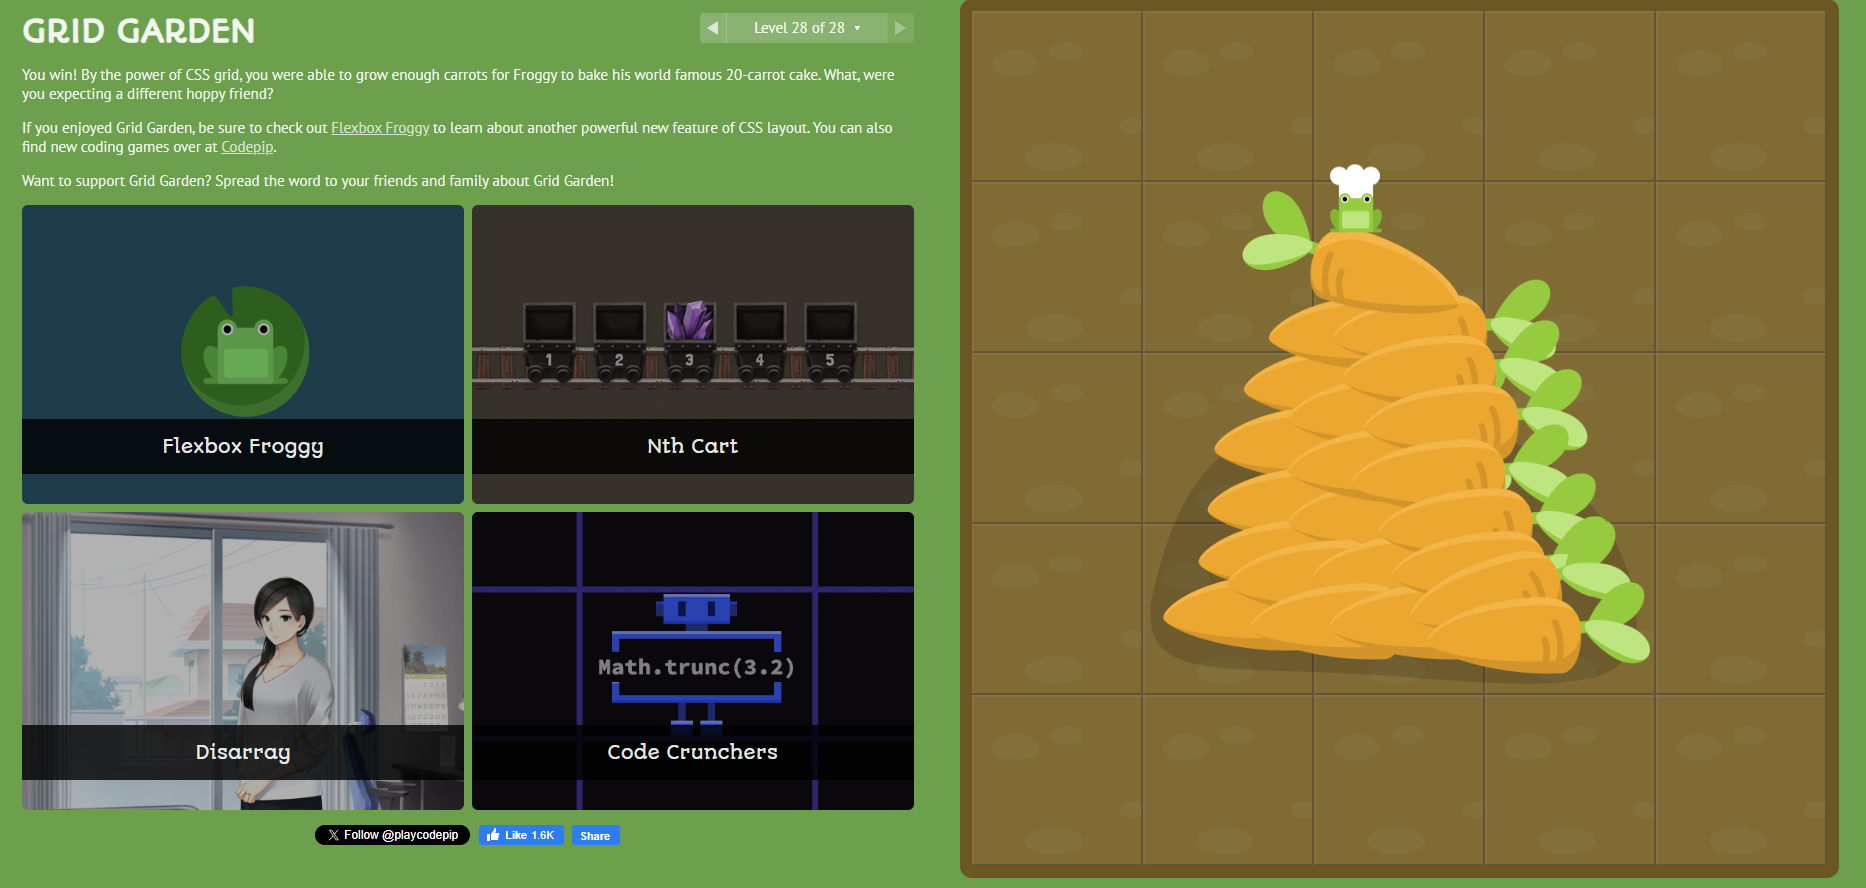 GRID GARDEN
Level 28 of 28
You win! By the power of CSS grid, you were able to grow enough carrots for Froggy to bake his world famous 20-carrot cake. What, were
you expecting a different hoppy friend?
If you enjoyed Grid Garden, be sure to check out Flexbox Froggy to learn about another powerful new feature of CSS layout. You can also
find new coding games over at Codepip.
Want to support Grid Garden? Spread the word to your friends and family about Grid Garden!
Flexbox Froggy
1 2 3 4 5
Nth Cart
Disarray
Math.trunc(3.2)
Code Crunchers
Follow @playcodepip
Like 1.6K
Share